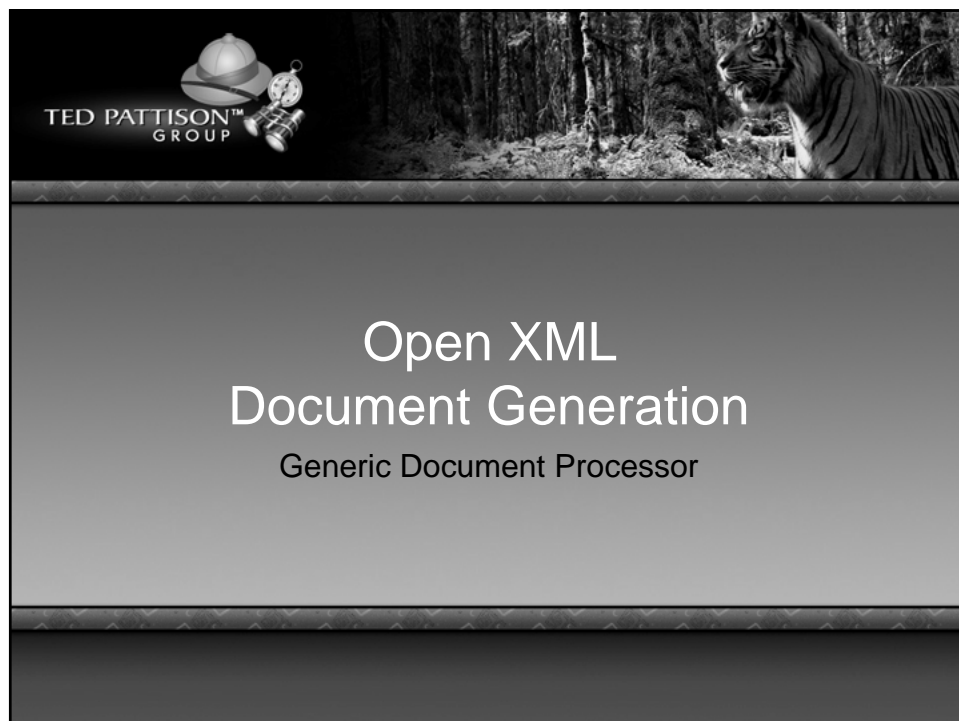 TED PATTISON™
GROUP
Open XML
Document Generation
Generic Document Processor